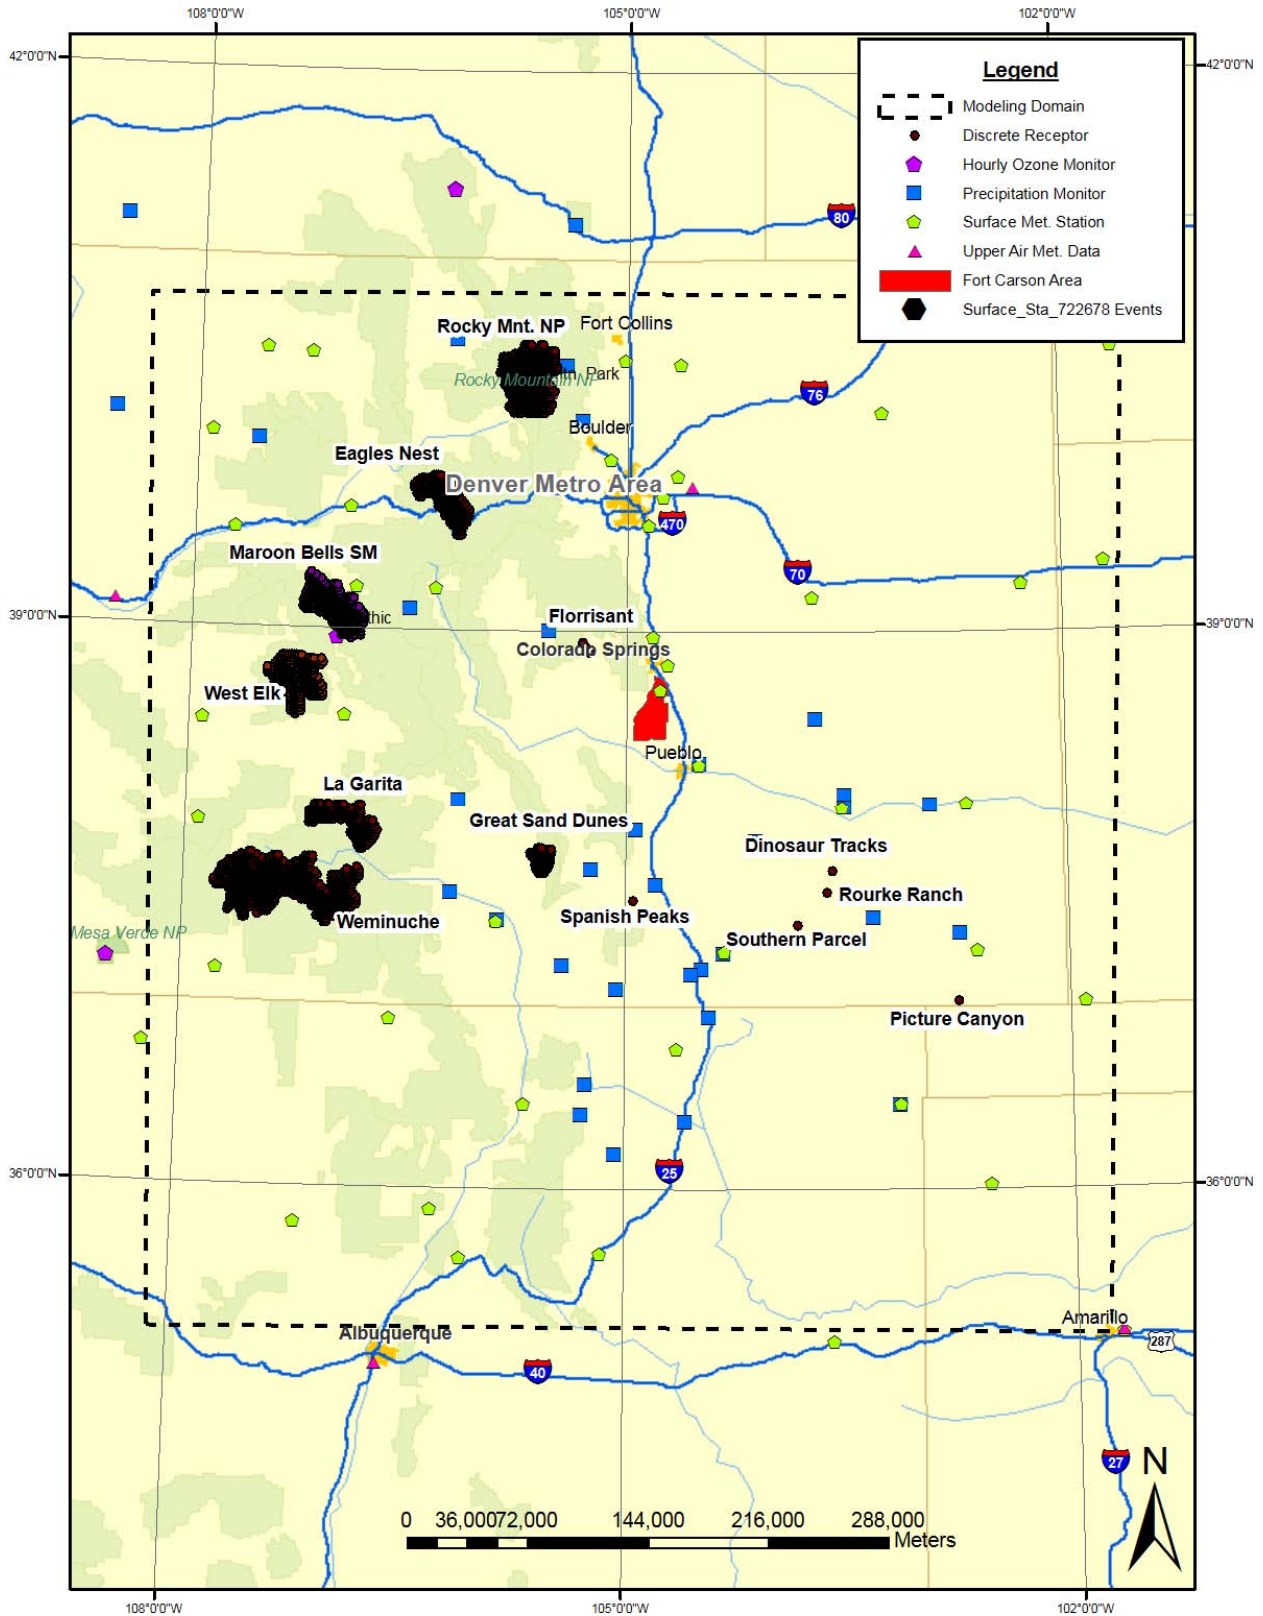 108°0'0"W 105°0'0"W 102°0'0"W
42°0'0"N
42°0'0"N
Legend
Modeling Domain
Discrete Receptor
Hourly Ozone Monitor
Precipitation Monitor
Surface Met. Station
Upper Air Met. Data
Fort Carson Area
Surface_Sta_722678 Events
80
Rocky Mnt. NP
Fort Collins
Park
Rocky Mountain NP
76
Boulder
Eagles Nest
Denver Metro Area
470
Maroon Bells SM
70
39°0'0"N
39°0'0"N
thic
Florrisant
Colorado Springs
West Elk
Pueblo
La Garita
Great Sand Dunes
Dinosaur Tracks
Rourke Ranch
Spanish Peaks
Weminuche
Mesa Verde NP
Southern Parcel
Picture Canyon
36°0'0"N
36°0'0"N
25
Amarillo
Albuquerque
287
40
27
N
0 36,000 72,000 144,000 216,000 288,000
Meters
108°0'0"W 105°0'0"W 102°0'0"W